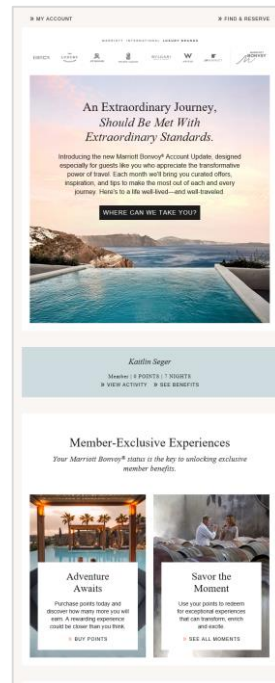 MY ACCOUNT
FIND & RESERVE
MARRIOTT INTERNATIONAL LUXURY BRANDS
EDITION
BVLGARI
W
BONVOY
An Extraordinary Journey,
Should Be Met With
Extraordinary Standards.
Introducing the new Marriott Bonvoy® Account Update, designed
especially for guests like you who appreciate the transformative
power of travel. Each month we'll bring you curated offers,
inspiration, and tips to make the most out of each and every
journey. Here's to a life well-lived—and well-traveled.
WHERE CAN WE TAKE YOU?
Kaitlin Seger
Member | 0 POINTS | 7 NIGHTS
VIEW ACTIVITY SEE BENEFITS
Member-Exclusive Experiences
Your Marriott Bonvoy® status is the key to unlocking exclusive
member benefits.
Adventure
Awaits
Purchase points today and
discover how many more you will
earn. A rewarding experience
could be closer than you think.
BUY POINTS
Savor the
Moment
Use your points to redeem
for exceptional experiences
that can transform, enrich
and excite.
SEE ALL MOMENTS